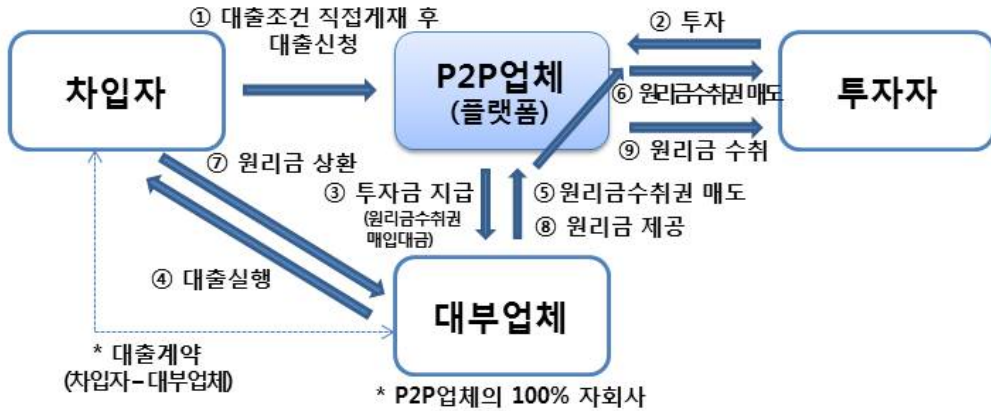 ① 대출조건 직접게재 후
대출신청
② 투자
차입자
P2P업체
(플랫폼)
투자자
⑥ 원리금수취권 매도
⑨ 원리금 수취
⑦ 원리금 상환
③ 투자금 지급
(원리금수취권
매입대금)
⑤ 원리금수취권 매도
⑧ 원리금 제공
④ 대출실행
대부업체
* 대출계약
(차입자–대부업체)
* P2P업체의 100% 자회사